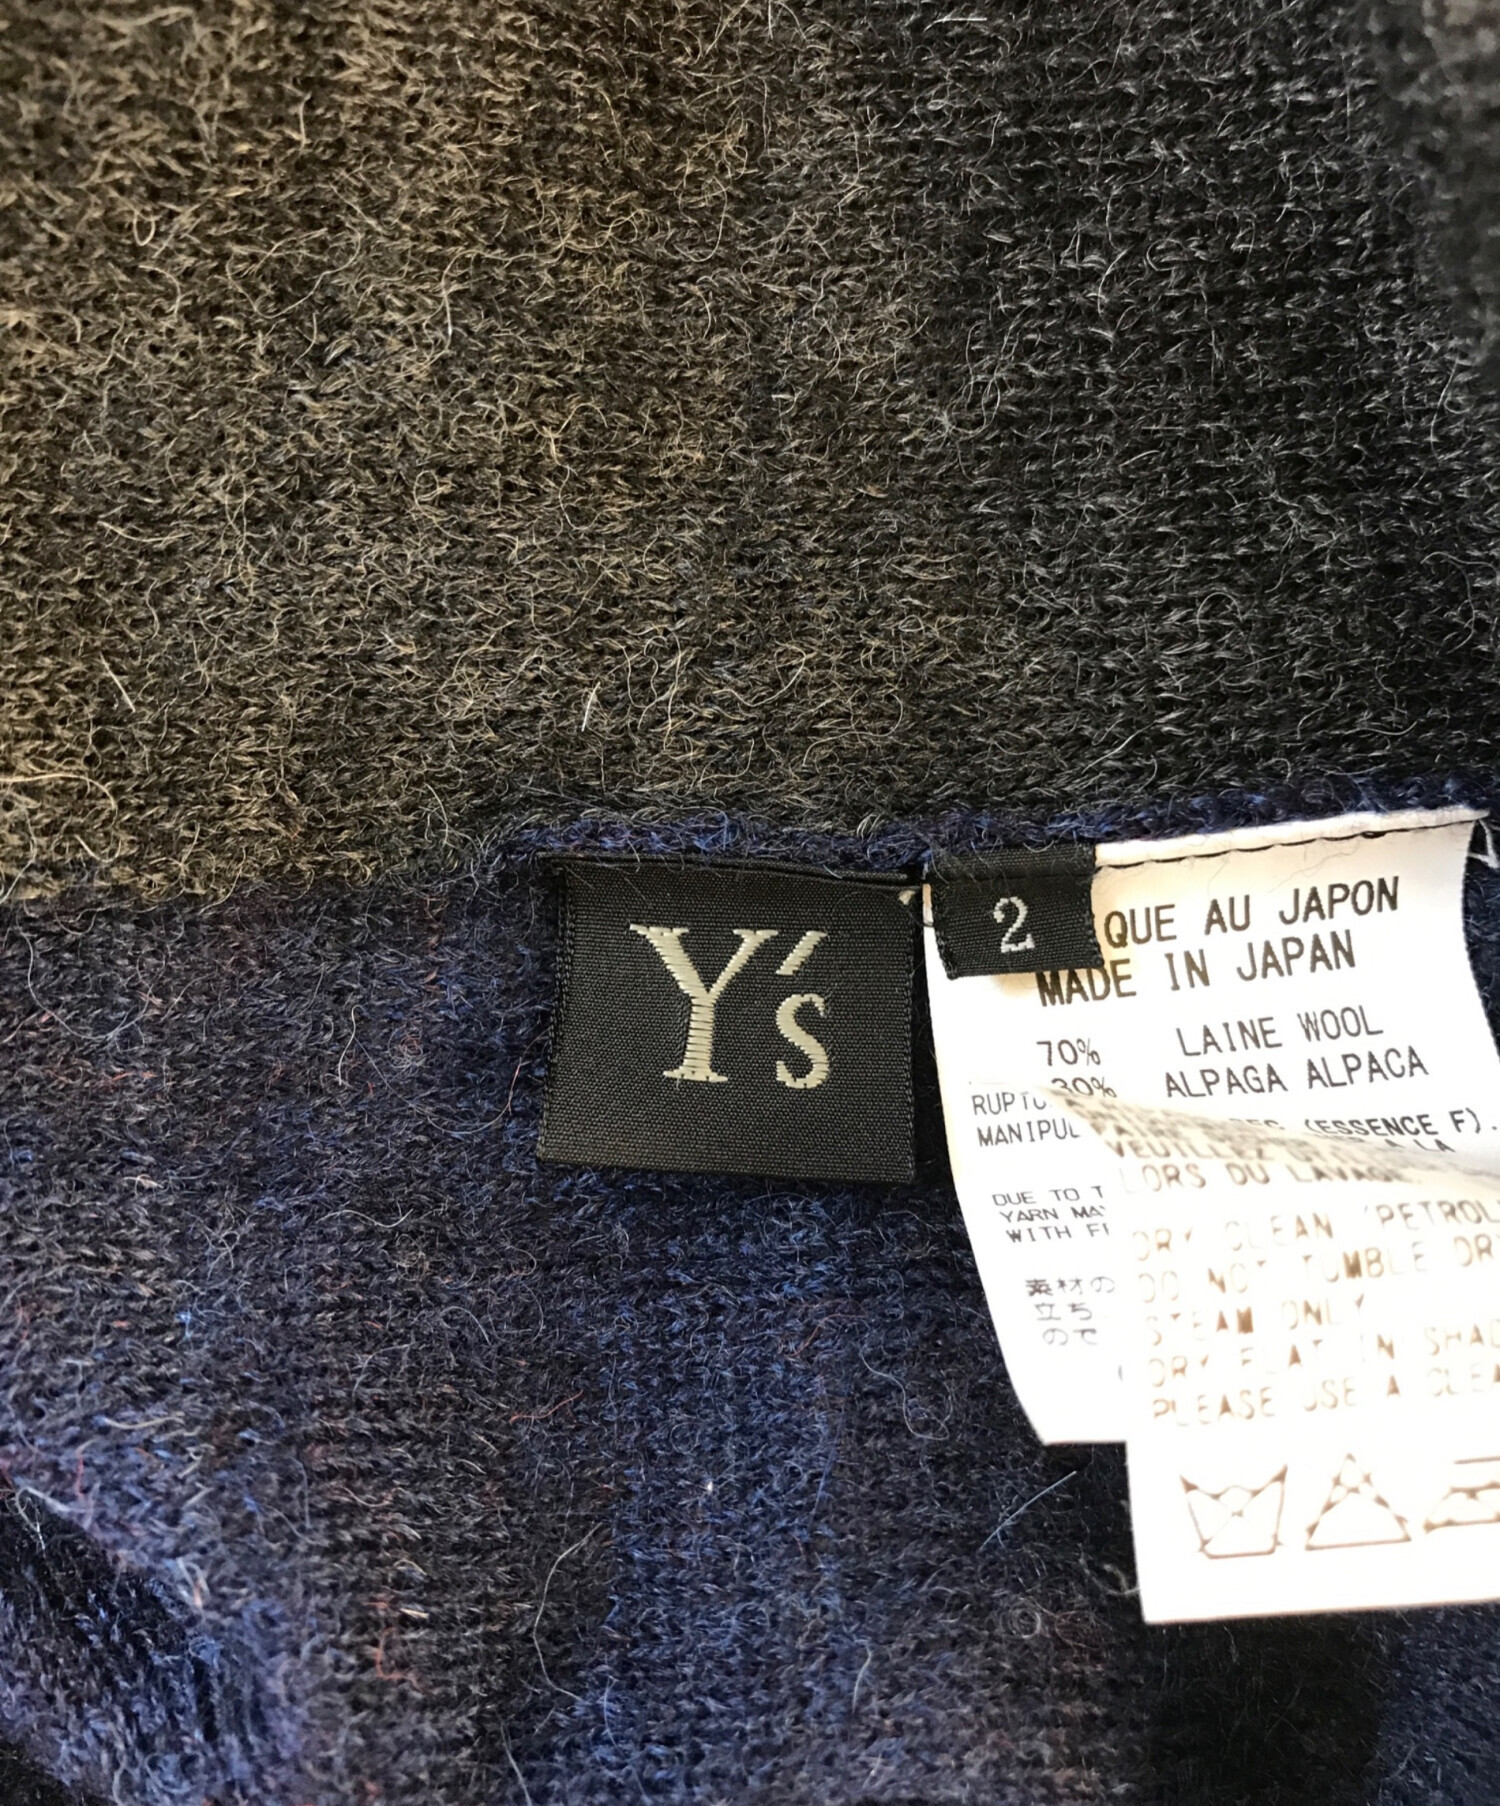 Y's
2
QUE AU JAPON
MADE IN JAPAN
70% LAINE WOOL
30% ALPAGA ALPACA
(ESSENCE F).
MANIPUL
VEUILLEZ
À LA
LORS DU LAVAGE.
DUE TO T
YARN MA
WITH F
DRY CLEAN PETROL
DO NOT TUMBLE DR
STEAM ONLY
DRY FLAT IN SHAD
PLEASE USE A CLEA
素材の
立ち
ので